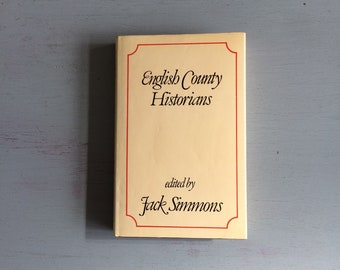 English County
Historians
edited by
Jack Simmons